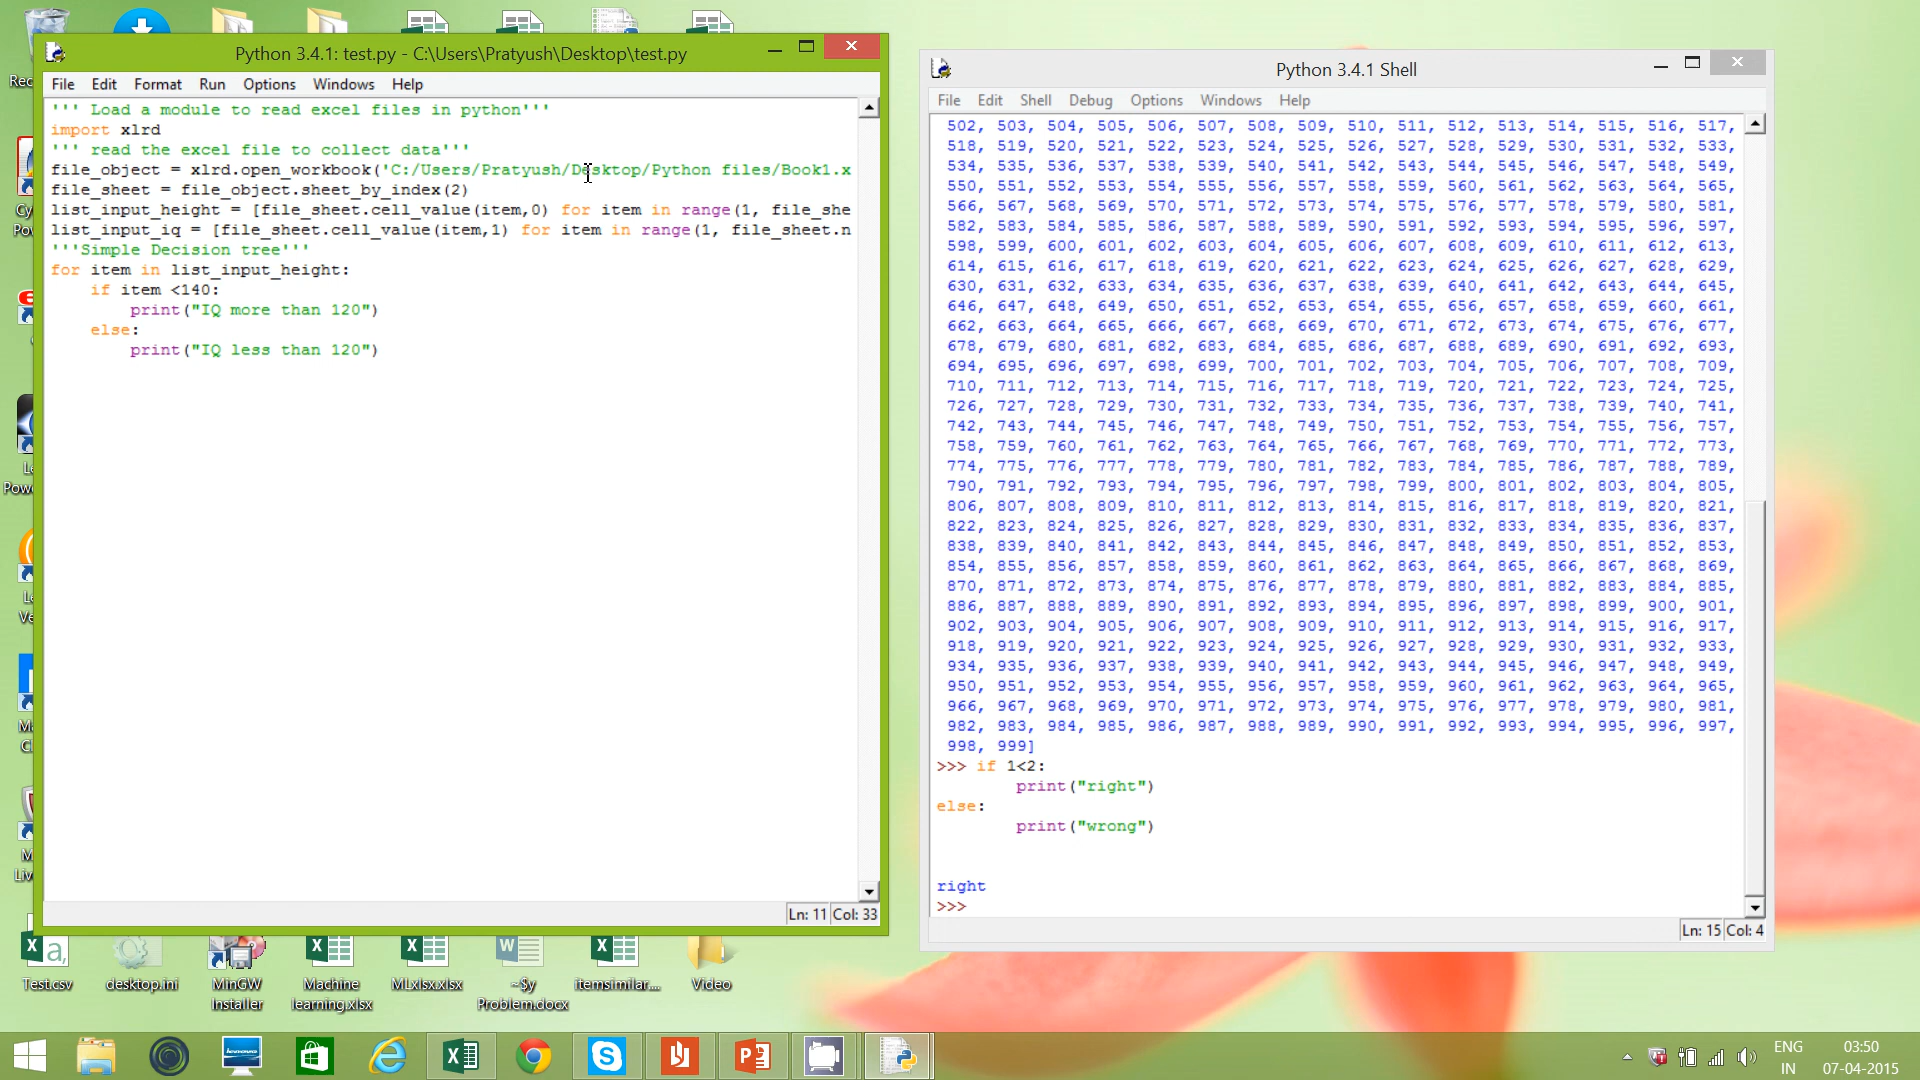 Python 3.4.1: test.py - C:\Users\Pratyush\Desktop\test.py
File Edit Format Run Options Windows Help
''' Load a module to read excel files in python'''
import xlrd
''' read the excel file to collect data'''
file_object = xlrd.open_workbook('C:/Users/Pratyush/Desktop/Python files/Book1.x
file_sheet = file_object.sheet_by_index(2)
list_input_height = [file_sheet.cell_value(item,0) for item in range(1, file_she
list_input_iq = [file_sheet.cell_value(item,1) for item in range(1, file_sheet.n
'''Simple Decision tree'''
for item in list_input_height:
    if item <140:
        print("IQ more than 120")
    else:
        print("IQ less than 120")
Ln: 11 Col: 33
Python 3.4.1 Shell
File Edit Shell Debug Options Windows Help
502, 503, 504, 505, 506, 507, 508, 509, 510, 511, 512, 513, 514, 515, 516, 517,
518, 519, 520, 521, 522, 523, 524, 525, 526, 527, 528, 529, 530, 531, 532, 533,
534, 535, 536, 537, 538, 539, 540, 541, 542, 543, 544, 545, 546, 547, 548, 549,
550, 551, 552, 553, 554, 555, 556, 557, 558, 559, 560, 561, 562, 563, 564, 565,
566, 567, 568, 569, 570, 571, 572, 573, 574, 575, 576, 577, 578, 579, 580, 581,
582, 583, 584, 585, 586, 587, 588, 589, 590, 591, 592, 593, 594, 595, 596, 597,
598, 599, 600, 601, 602, 603, 604, 605, 606, 607, 608, 609, 610, 611, 612, 613,
614, 615, 616, 617, 618, 619, 620, 621, 622, 623, 624, 625, 626, 627, 628, 629,
630, 631, 632, 633, 634, 635, 636, 637, 638, 639, 640, 641, 642, 643, 644, 645,
646, 647, 648, 649, 650, 651, 652, 653, 654, 655, 656, 657, 658, 659, 660, 661,
662, 663, 664, 665, 666, 667, 668, 669, 670, 671, 672, 673, 674, 675, 676, 677,
678, 679, 680, 681, 682, 683, 684, 685, 686, 687, 688, 689, 690, 691, 692, 693,
694, 695, 696, 697, 698, 699, 700, 701, 702, 703, 704, 705, 706, 707, 708, 709,
710, 711, 712, 713, 714, 715, 716, 717, 718, 719, 720, 721, 722, 723, 724, 725,
726, 727, 728, 729, 730, 731, 732, 733, 734, 735, 736, 737, 738, 739, 740, 741,
742, 743, 744, 745, 746, 747, 748, 749, 750, 751, 752, 753, 754, 755, 756, 757,
758, 759, 760, 761, 762, 763, 764, 765, 766, 767, 768, 769, 770, 771, 772, 773,
774, 775, 776, 777, 778, 779, 780, 781, 782, 783, 784, 785, 786, 787, 788, 789,
790, 791, 792, 793, 794, 795, 796, 797, 798, 799, 800, 801, 802, 803, 804, 805,
806, 807, 808, 809, 810, 811, 812, 813, 814, 815, 816, 817, 818, 819, 820, 821,
822, 823, 824, 825, 826, 827, 828, 829, 830, 831, 832, 833, 834, 835, 836, 837,
838, 839, 840, 841, 842, 843, 844, 845, 846, 847, 848, 849, 850, 851, 852, 853,
854, 855, 856, 857, 858, 859, 860, 861, 862, 863, 864, 865, 866, 867, 868, 869,
870, 871, 872, 873, 874, 875, 876, 877, 878, 879, 880, 881, 882, 883, 884, 885,
886, 887, 888, 889, 890, 891, 892, 893, 894, 895, 896, 897, 898, 899, 900, 901,
902, 903, 904, 905, 906, 907, 908, 909, 910, 911, 912, 913, 914, 915, 916, 917,
918, 919, 920, 921, 922, 923, 924, 925, 926, 927, 928, 929, 930, 931, 932, 933,
934, 935, 936, 937, 938, 939, 940, 941, 942, 943, 944, 945, 946, 947, 948, 949,
950, 951, 952, 953, 954, 955, 956, 957, 958, 959, 960, 961, 962, 963, 964, 965,
966, 967, 968, 969, 970, 971, 972, 973, 974, 975, 976, 977, 978, 979, 980, 981,
982, 983, 984, 985, 986, 987, 988, 989, 990, 991, 992, 993, 994, 995, 996, 997,
998, 999]
>>> if 1<2:
        print("right")
else:
        print("wrong")
right
>>>
Ln: 15 Col: 4
Test.csv
desktop.ini
MinGW
Installer
Machine
learning.xlsx
MLxlsx.xlsx
~$y
Problem.docx
itemsimilar...
Video
ENG
IN
03:50
07-04-2015